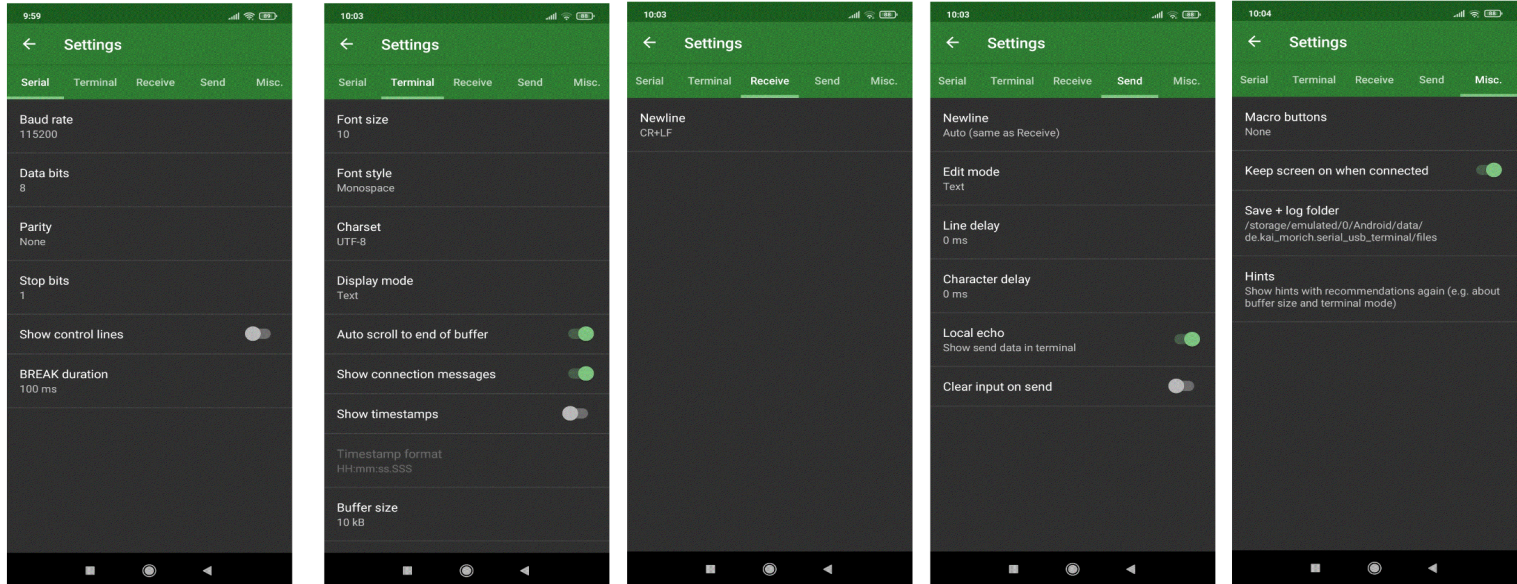 9:59
89
Settings
Serial Terminal Receive Send Misc.
Baud rate
115200
Data bits
8
Parity
None
Stop bits
1
Show control lines
BREAK duration
100 ms
10:03
88
Settings
Serial Terminal Receive Send Misc.
Font size
10
Font style
Monospace
Charset
UTF-8
Display mode
Text
Auto scroll to end of buffer
Show connection messages
Show timestamps
Timestamp format
HH:mm:ss.SSS
Buffer size
10 kB
10:03
88
Settings
Serial Terminal Receive Send Misc.
Newline
CR+LF
10:03
88
Settings
Serial Terminal Receive Send Misc.
Newline
Auto (same as Receive)
Edit mode
Text
Line delay
0 ms
Character delay
0 ms
Local echo
Show send data in terminal
Clear input on send
10:04
88
Settings
Serial Terminal Receive Send Misc.
Macro buttons
None
Keep screen on when connected
Save + log folder
/storage/emulated/0/Android/data/
de.kai_morich.serial_usb_terminal/files
Hints
Show hints with recommendations again (e.g. about
buffer size and terminal mode)